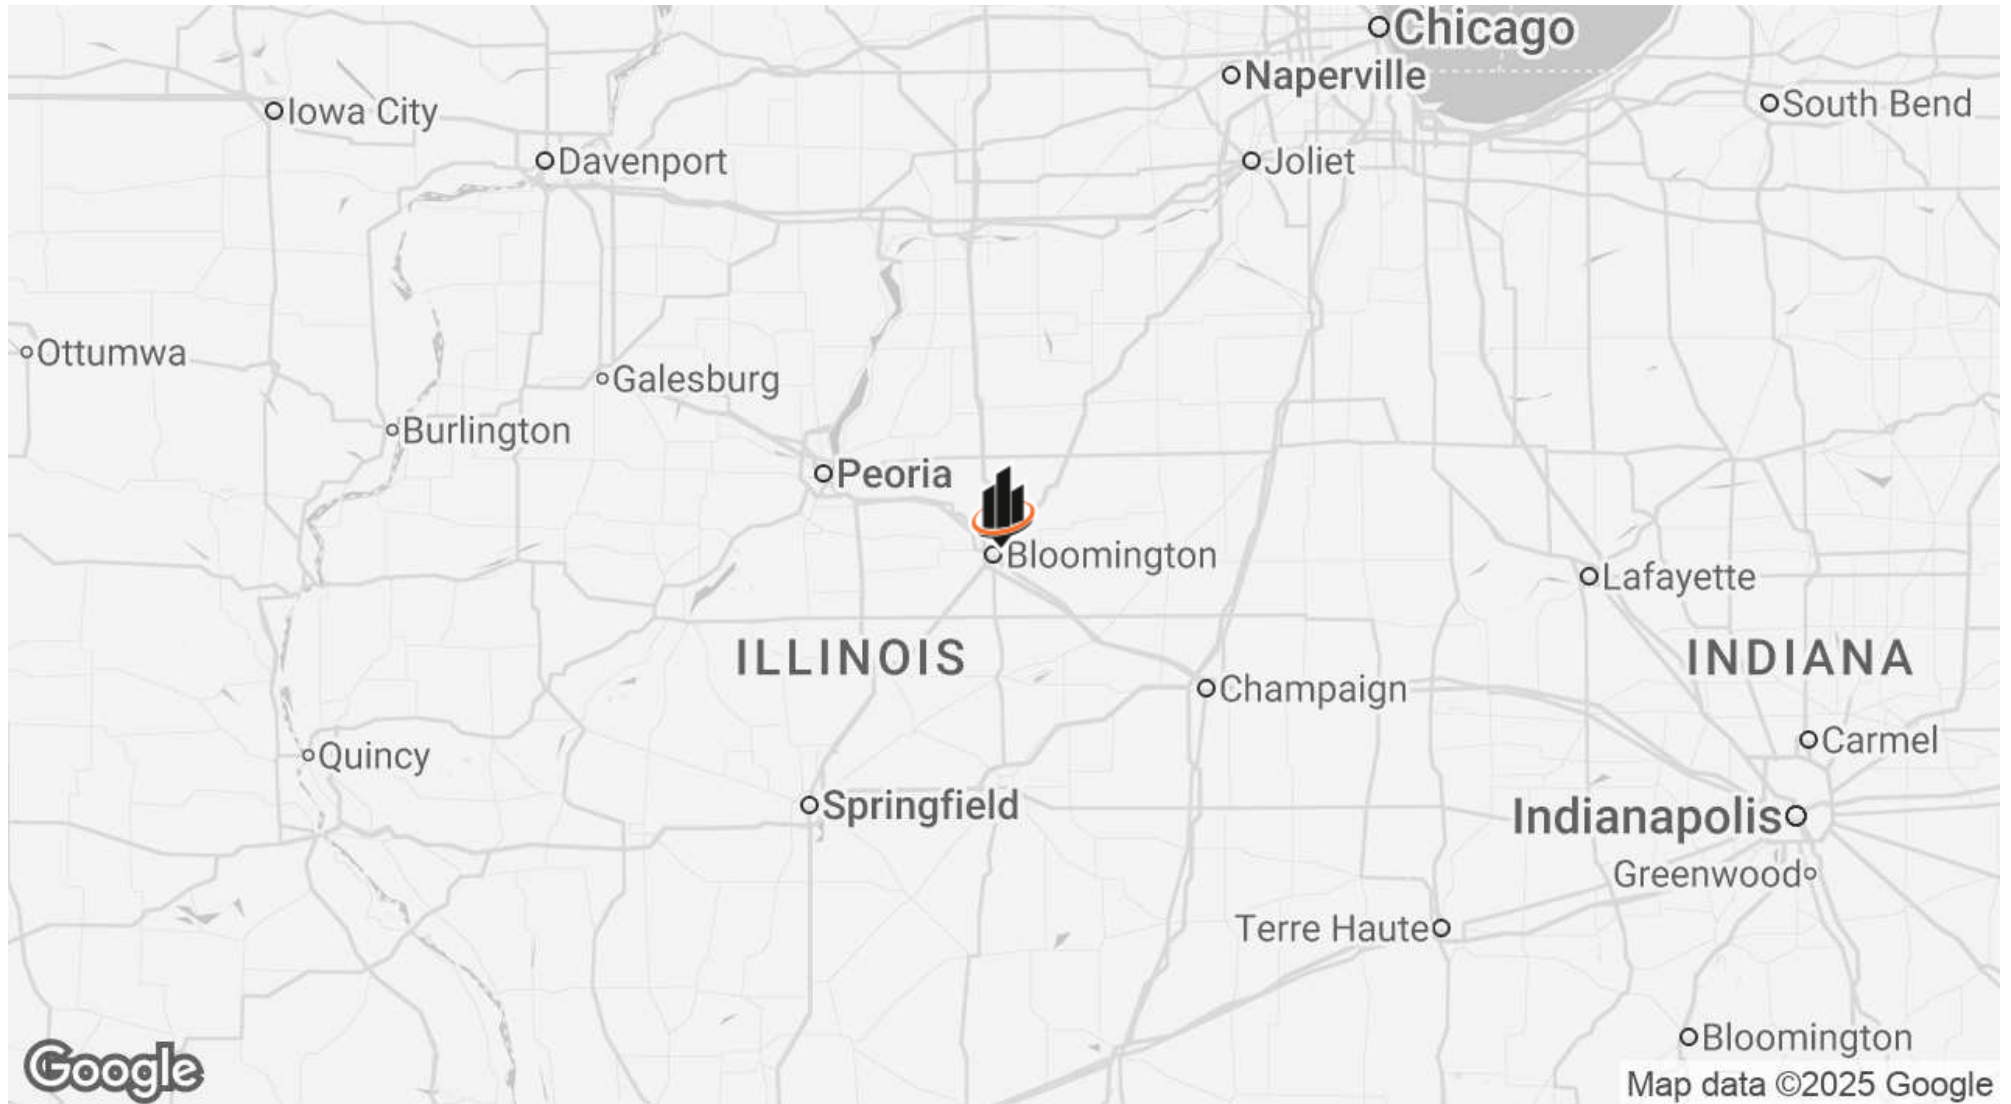 Chicago
Naperville
South Bend
Iowa City
Davenport
Joliet
Ottumwa
Galesburg
Burlington
Peoria
Bloomington
Lafayette
ILLINOIS
INDIANA
Champaign
Carmel
Quincy
Springfield
Indianapolis
Greenwood
Terre Haute
Bloomington
Google
Map data ©2025 Google